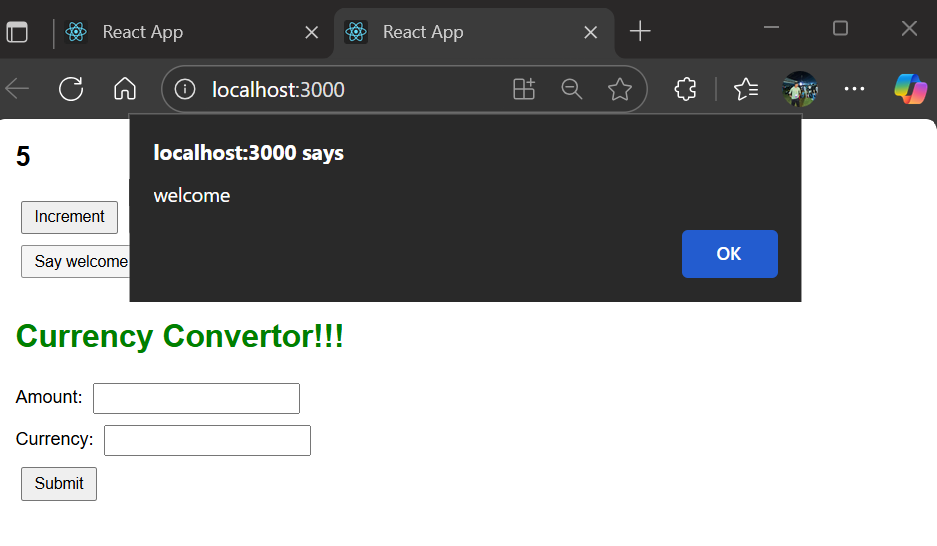 React App
React App
localhost:3000
localhost:3000 says
welcome
OK
5
Increment
Say welcome
Currency Convertor!!!
Amount:
Currency:
Submit